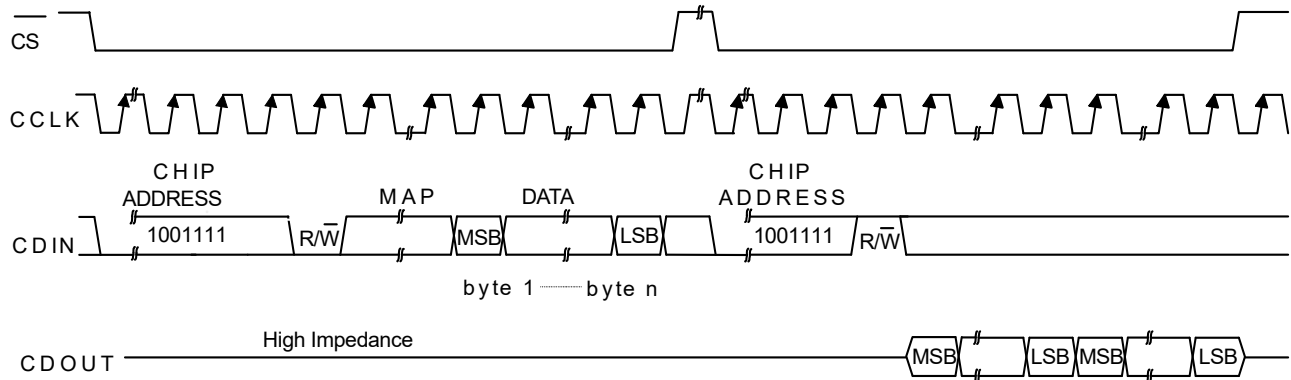 CS
CCLK
CHIP
ADDRESS
MAP
DATA
CHIP
ADDRESS
CDIN
1001111
R/W
MSB
LSB
1001111
R/W
byte 1
byte n
High Impedance
CDOUT
MSB
LSB
MSB
LSB